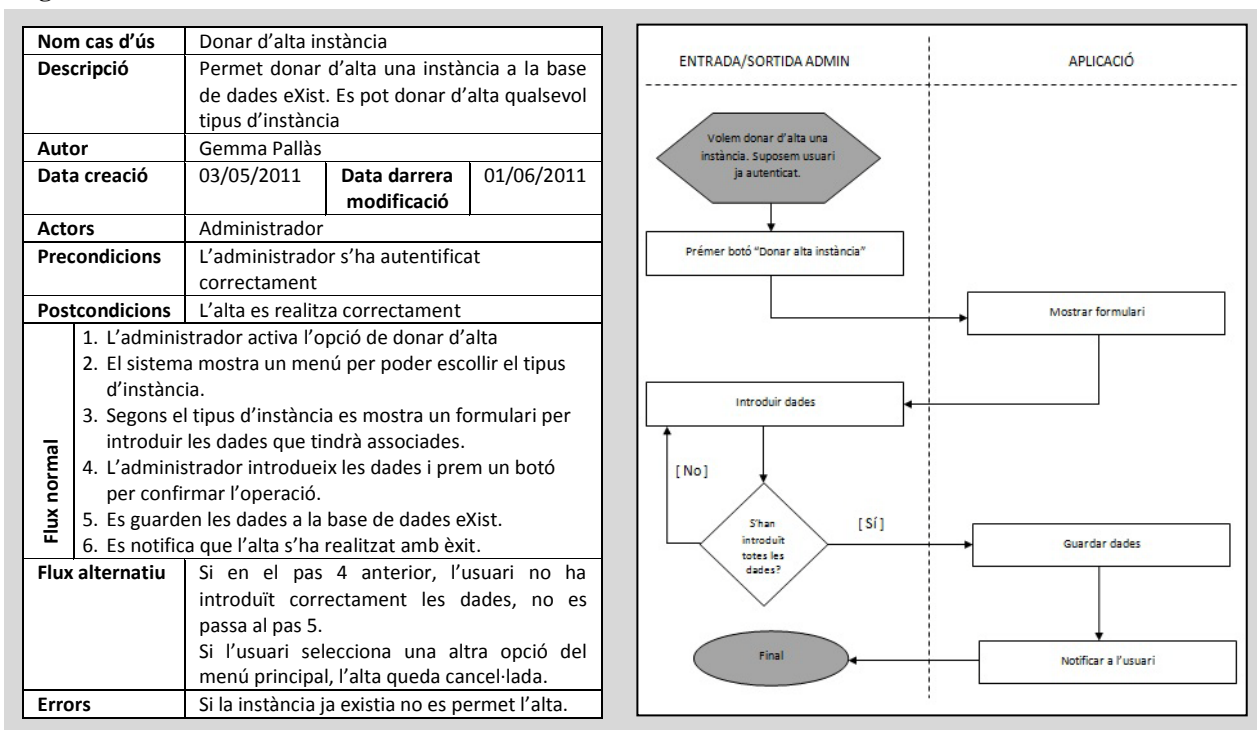 Nom cas d'ús Donar d'alta instància
Descripció Permet donar d'alta una instància a la base
de dades eXist. Es pot donar d'alta qualsevol
tipus d'instància
Autor Gemma Pallàs
Data creació 03/05/2011 Data darrera 01/06/2011
modificació
Actors Administrador
Precondicions L'administrador s'ha autentificat
correctament
Postcondicions L'alta es realitza correctament
Flux normal
1. L'administrador activa l'opció de donar d'alta
2. El sistema mostra un menú per poder escollir el tipus
d'instància.
3. Segons el tipus d'instància es mostra un formulari per
introduir les dades que tindrà associades.
4. L'administrador introdueix les dades i prem un botó
per confirmar l'operació.
5. Es guarden les dades a la base de dades eXist.
6. Es notifica que l'alta s'ha realitzat amb èxit.
Flux alternatiu Si en el pas 4 anterior, l'usuari no ha
introduït correctament les dades, no es
passa al pas 5.
Si l'usuari selecciona una altra opció del
menú principal, l'alta queda cancel·lada.
Errors Si la instància ja existia no es permet l'alta.
ENTRADA/SORTIDA ADMIN APLICACIÓ
Volem donar d'alta una
instància. Suposem usuari
ja autenticat.
Prémer botó "Donar alta instància"
Mostrar formulari
Introduir dades
[ No ]
S'han
introduït
totes les
dades?
[ Sí ]
Guardar dades
Notificar a l'usuari
Final